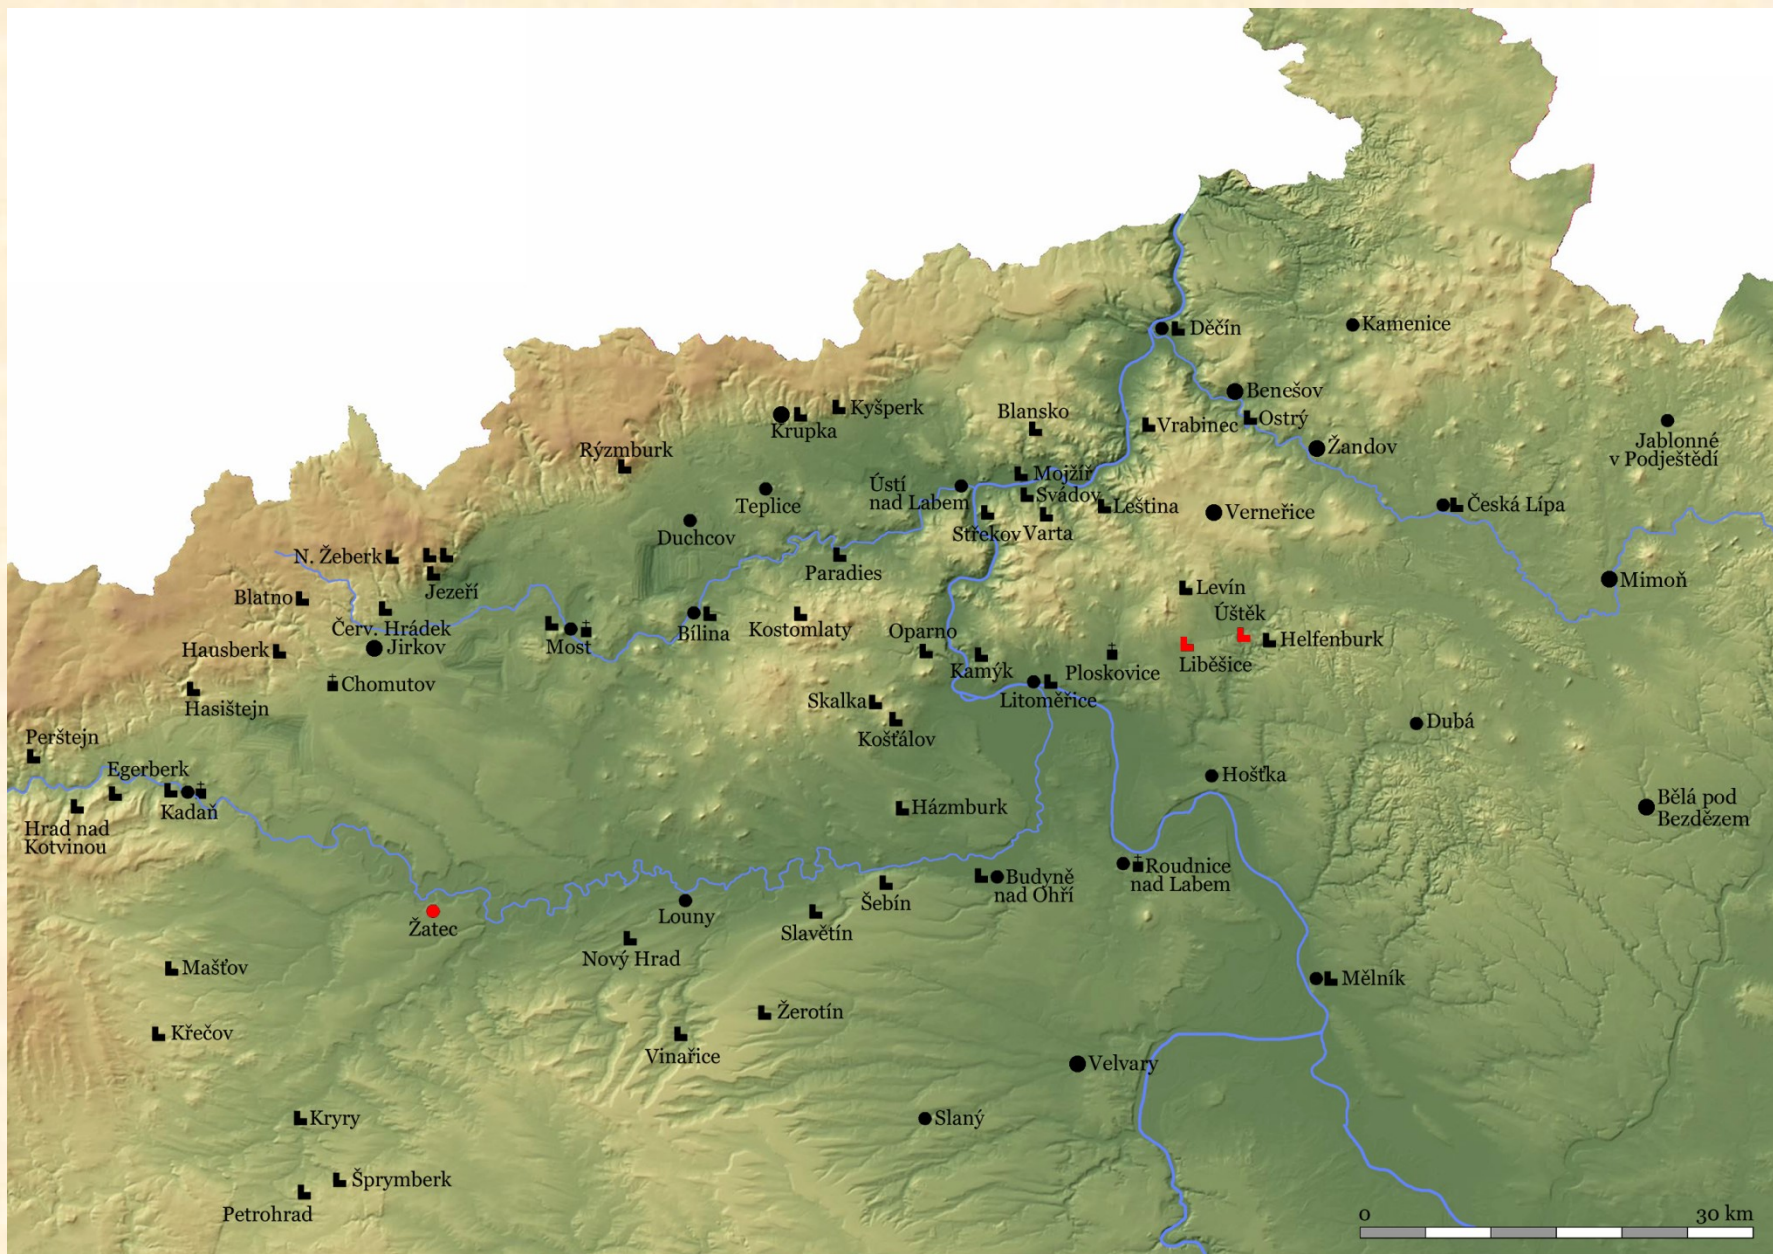 Děčín
Kamenice
Benešov
Ostrý
Vrabinec
Žandov
Jablonné
v Podještědí
Kyšperk
Krupka
Blansko
Rýzmburk
Teplice
Ústí
nad Labem
Mojžíř
Svádov
Leština
Střekov
Varta
Verneřice
Česká Lípa
Duchcov
Paradies
N. Žeberk
Jezeří
Blatno
Červ. Hrádek
Jirkov
Most
Bílina
Kostomlaty
Oparno
Kamýk
Levín
Úštěk
Helfenburk
Liběšice
Mimoň
Hausberk
Chomutov
Hasištejn
Skalka
Košťálov
Litoměřice
Ploskovice
Dubá
Perštejn
Egerberk
Kadaň
Hrad nad
Kotvinou
Házmburk
Hošťka
Bělá pod
Bezdězem
Roudnice
nad Labem
Budyně
nad Ohří
Šebín
Slavětín
Louny
Žatec
Nový Hrad
Mašťov
Mělník
Křečov
Žerotín
Vinařice
Velvary
Kryry
Slaný
Šprymberk
Petrohrad
0
30 km